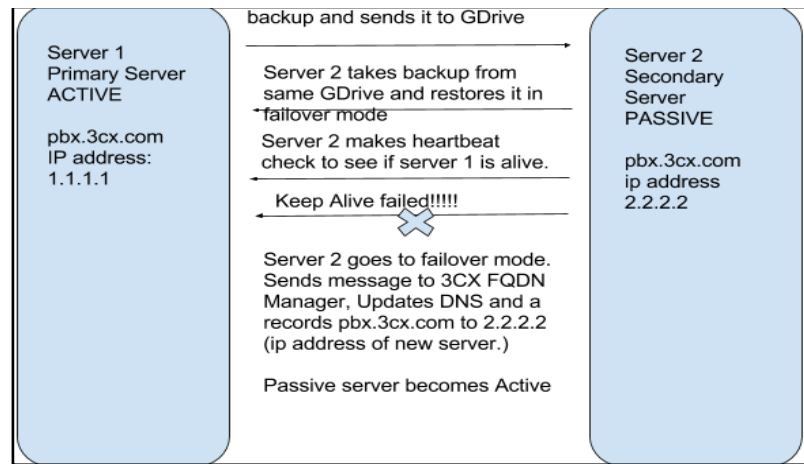 backup and sends it to GDrive
Server 1
Primary Server
ACTIVE
pbx.3cx.com
IP address:
1.1.1.1
Server 2 takes backup from
same GDrive and restores it in
failover mode
Server 2 makes heartbeat
check to see if server 1 is alive.
Keep Alive failed!!!!!
Server 2 goes to failover mode.
Sends message to 3CX FQDN
Manager, Updates DNS and a
records pbx.3cx.com to 2.2.2.2
(ip address of new server.)
Passive server becomes Active
Server 2
Secondary
Server
PASSIVE
pbx.3cx.com
ip address
2.2.2.2